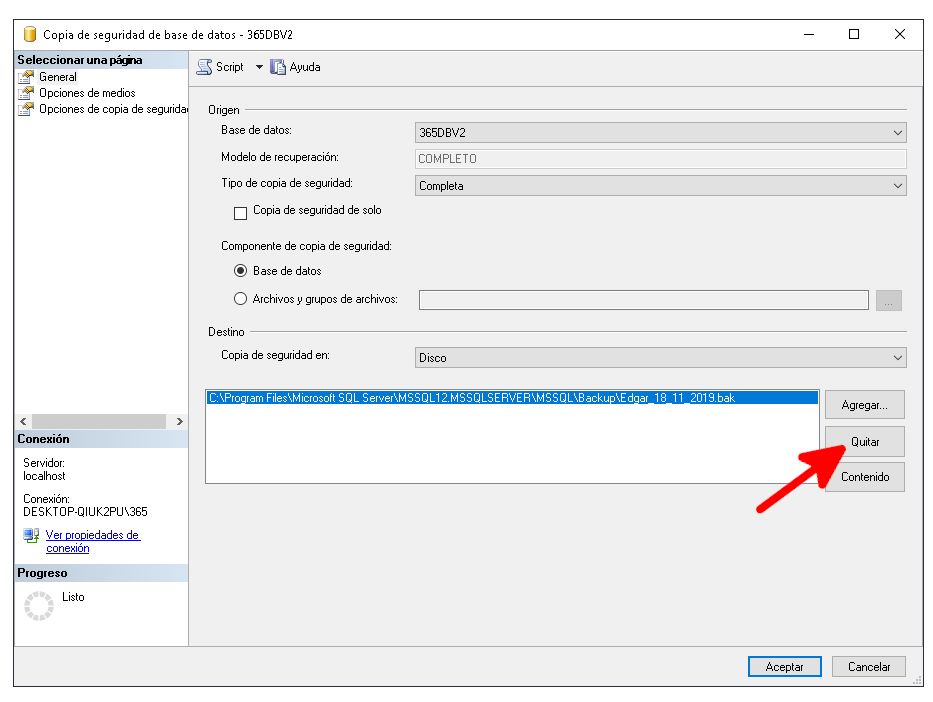 Copia de seguridad de base de datos - 365DBV2
Seleccionar una página
General
Opciones de medios
Opciones de copia de segurida
Script
Ayuda
Origen
Base de datos:
365DBV2
Modelo de recuperación:
COMPLETO
Tipo de copia de seguridad:
Completa
Copia de seguridad de solo
Componente de copia de seguridad:
Base de datos
Archivos y grupos de archivos:
...
Destino
Copia de seguridad en:
Disco
C:\Program Files\Microsoft SQL Server\MSSQL12.MSSQLSERVER\MSSQL\Backup\Edgar_18_11_2019.bak
Agregar...
Quitar
Contenido
Conexión
Servidor:
localhost
Conexión:
DESKTOP-QIUK2PU\365
Ver propiedades de
conexión
Progreso
Listo
Aceptar
Cancelar